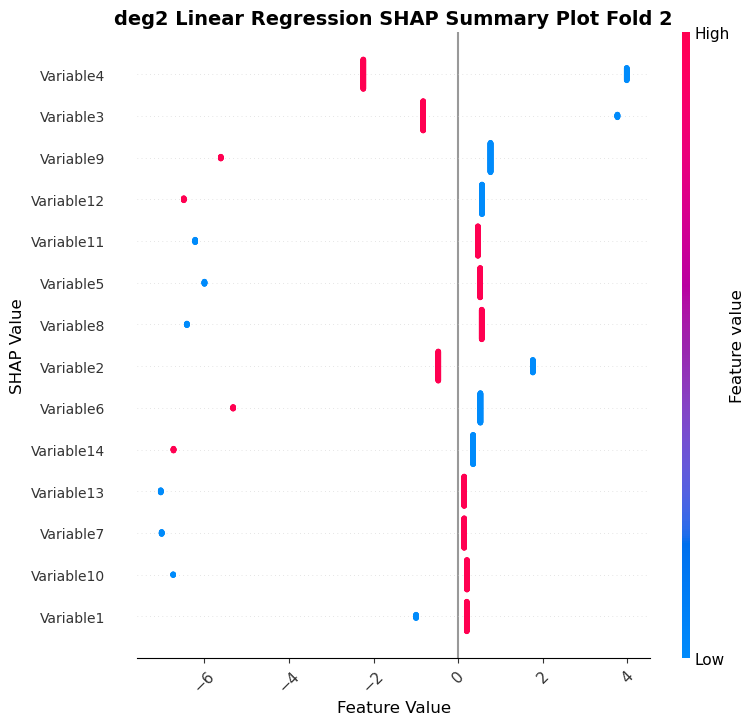 deg2 Linear Regression SHAP Summary Plot Fold 2
High
Variable4
Variable3
Variable9
Variable12
Variable11
Variable5
Variable8
Variable2
Variable6
Variable14
Variable13
Variable7
Variable10
Variable1
SHAP Value
Feature value
Low
−6
−4
−2
0
2
4
Feature Value